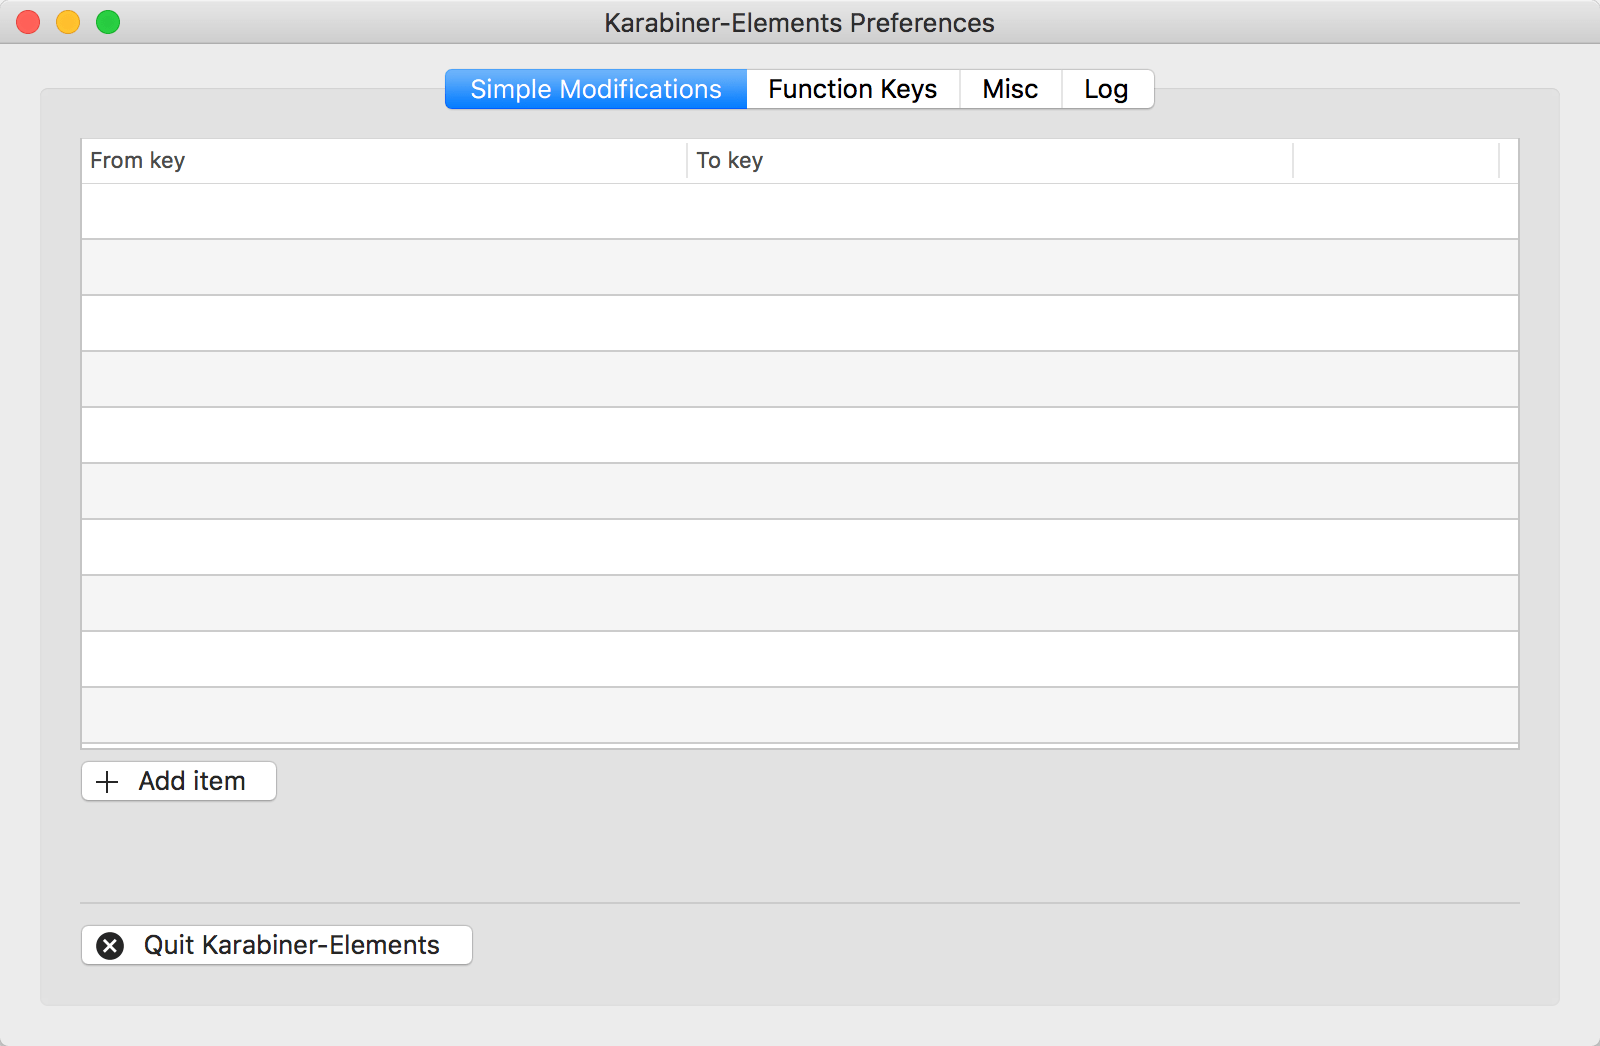 Karabiner-Elements Preferences
Simple Modifications Function Keys Misc Log
From key To key
Add item
Quit Karabiner-Elements